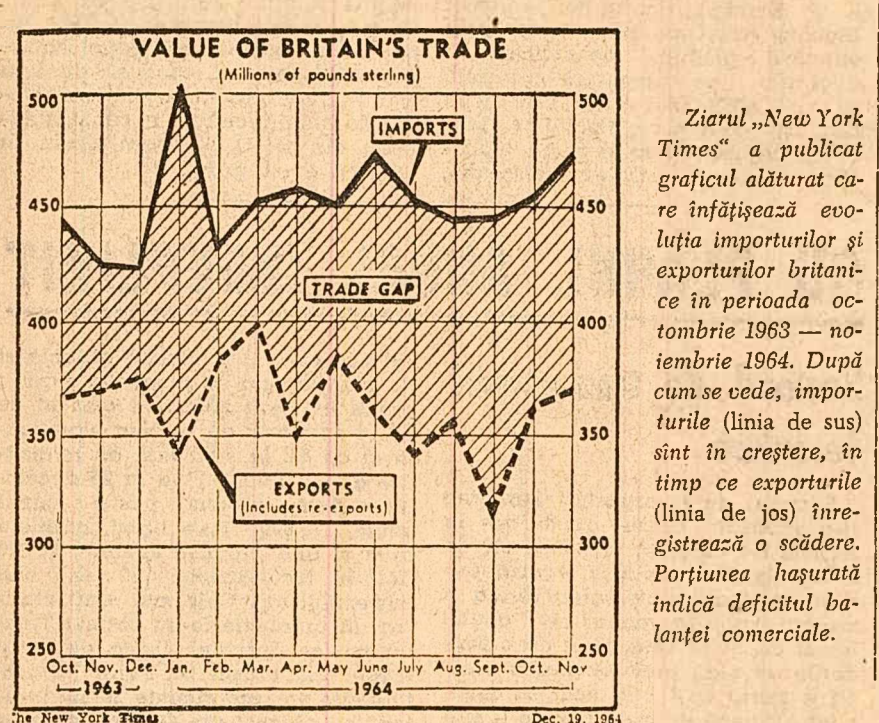 VALUE OF BRITAIN'S TRADE
(Millions of pounds sterling)
500
500
IMPORTS
450
450
TRADE GAP
400
400
350
350
EXPORTS
(Includes re-exports)
300
300
250
250
Oct. Nov. Dec. Jan. Feb. Mar. Apr. May June July Aug. Sept. Oct. Nov
1963
1964
he New York Times
Dec. 19, 1964
Ziarul „New York
Times“ a publicat
graficul alăturat ca-
re înfățișează evo-
luția importurilor și
exporturilor britani-
ce în perioada oc-
tombrie 1963 — no-
iembrie 1964. După
cum se vede, impor-
turile (linia de sus)
sînt în creștere, în
timp ce exporturile
(linia de jos) înre-
gistrează o scădere.
Porțiunea hașurată
indică deficitul ba-
lanței comerciale.